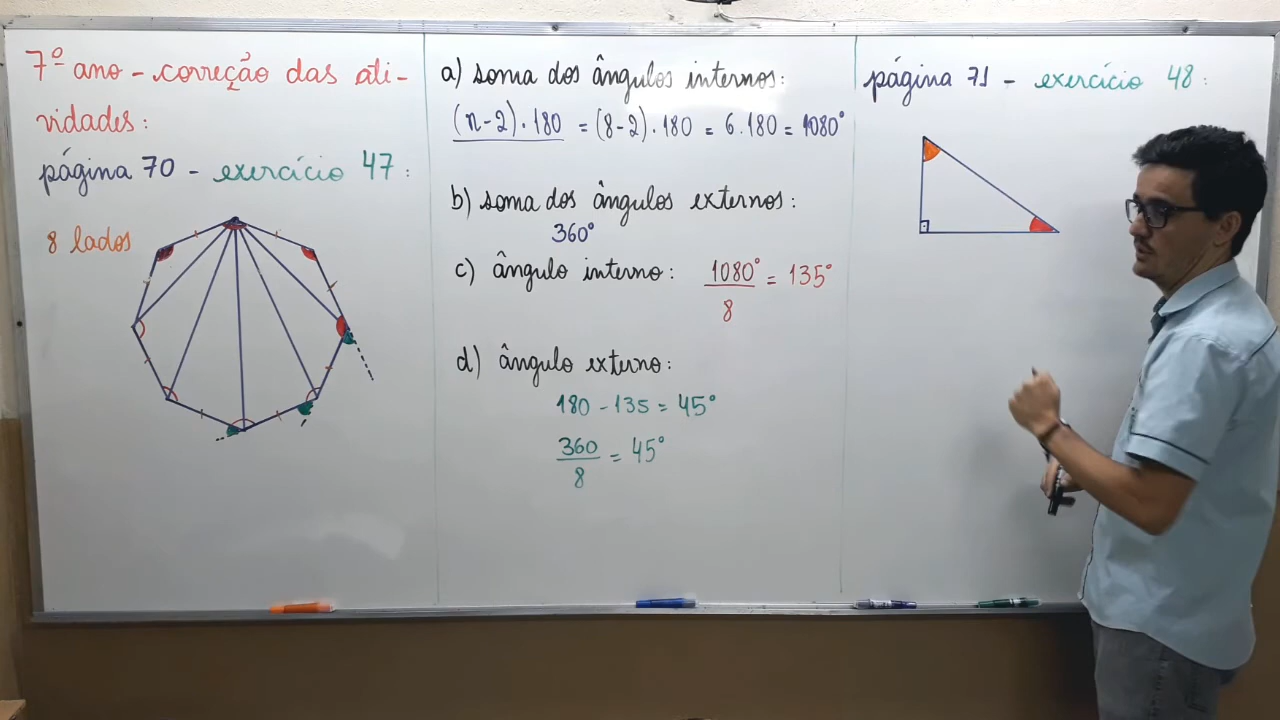 7º ano - correção das ati-
vidades:
página 70 - exercício 47:
8 lados
a) soma dos ângulos internos:
(n-2).180 = (8-2).180 = 6.180 = 1080°
b) soma dos ângulos externos:
360°
c) ângulo interno: 1080°/8 = 135°
d) ângulo externo:
180 - 135 = 45°
360/8 = 45°
página 71 - exercício 48: